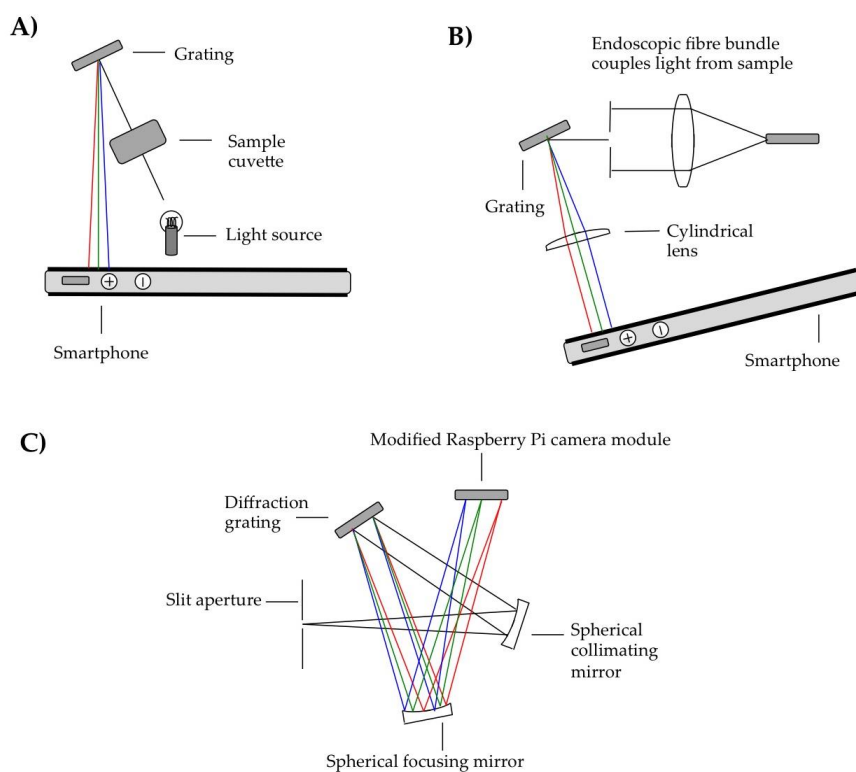 A)
Grating
Sample
cuvette
Light source
Smartphone
B)
Endoscopic fibre bundle
couples light from sample
Grating
Cylindrical
lens
Smartphone
C)
Modified Raspberry Pi camera module
Diffraction
grating
Slit aperture
Spherical
collimating
mirror
Spherical focusing mirror